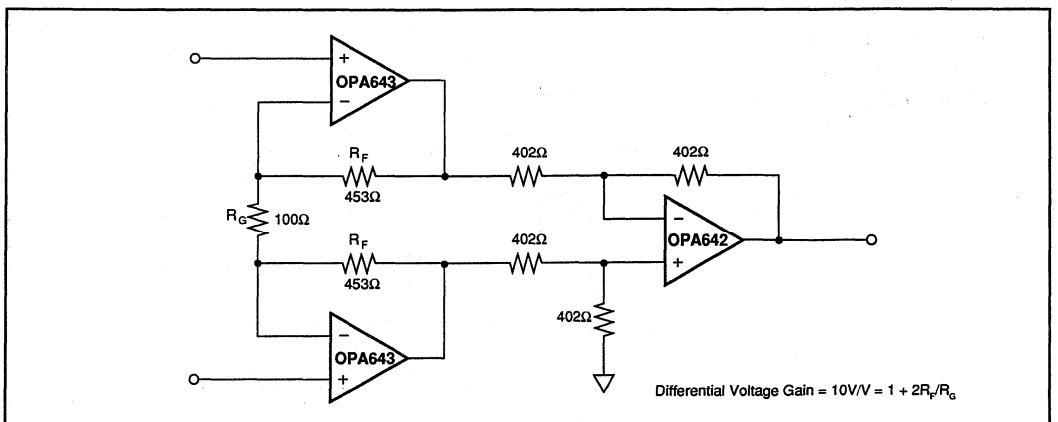 +
OPA643
−
R_F
453Ω
402Ω
402Ω
R_G 100Ω
−
OPA642
+
R_F
453Ω
402Ω
402Ω
−
OPA643
+
Differential Voltage Gain = 10V/V = 1 + 2R_F/R_G